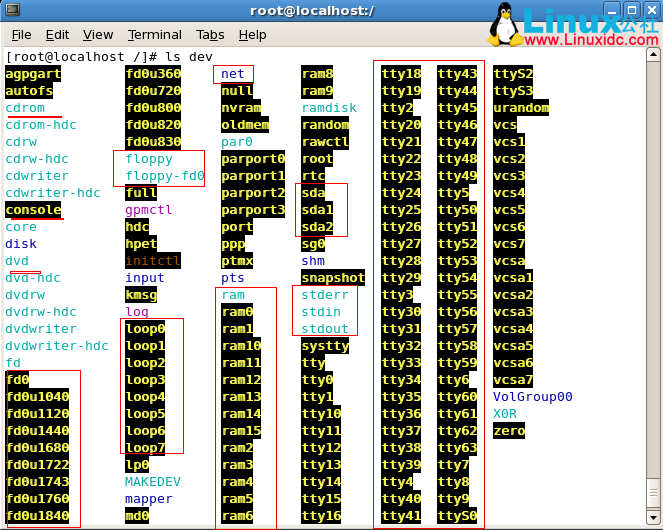 root@localhost:/
File Edit View Terminal Tabs Help
Linux公社
www.Linuxidc.com
[root@localhost /]# ls dev
agpgart fd0u360 net ram8 tty18 tty43 ttyS2
autofs fd0u720 null ram9 tty19 tty44 ttyS3
cdrom fd0u800 nvram ramdisk tty2 tty45 urandom
cdrom-hdc fd0u820 oldmem random tty20 tty46 vcs
cdrw fd0u830 par0 rawctl tty21 tty47 vcs1
cdrw-hdc floppy parport0 root tty22 tty48 vcs2
cdwriter floppy-fd0 parport1 rtc tty23 tty49 vcs3
cdwriter-hdc full parport2 sda tty24 tty5 vcs4
console gpmctl parport3 sda1 tty25 tty50 vcs5
core hdc port sda2 tty26 tty51 vcs6
disk hpet ppp sg0 tty27 tty52 vcs7
dvd initctl ptmx shm tty28 tty53 vcsa
dvd-hdc input pts snapshot tty29 tty54 vcsa1
dvdrw kmsg ram stderr tty3 tty55 vcsa2
dvdrw-hdc log ram0 stdin tty30 tty56 vcsa3
dvdwriter loop0 ram1 stdout tty31 tty57 vcsa4
dvdwriter-hdc loop1 ram10 systty tty32 tty58 vcsa5
fd loop2 ram11 tty tty33 tty59 vcsa6
fd0 loop3 ram12 tty0 tty34 tty6 vcsa7
fd0u1040 loop4 ram13 tty1 tty35 tty60 VolGroup00
fd0u1120 loop5 ram14 tty10 tty36 tty61 X0R
fd0u1440 loop6 ram15 tty11 tty37 tty62 zero
fd0u1680 loop7 ram2 tty12 tty38 tty63
fd0u1722 lp0 ram3 tty13 tty39 tty7
fd0u1743 MAKEDEV ram4 tty14 tty4 tty8
fd0u1760 mapper ram5 tty15 tty40 tty9
fd0u1840 md0 ram6 tty16 tty41 ttyS0